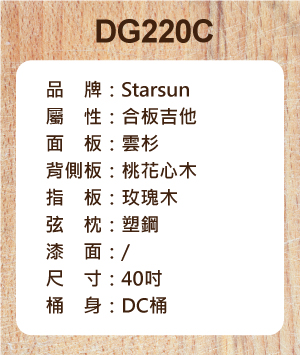 DG220C
品　牌：Starsun
屬　性：合板吉他
面　板：雲杉
背側板：桃花心木
指　板：玫瑰木
弦　枕：塑鋼
漆　面：/
尺　寸：40吋
桶　身：DC桶